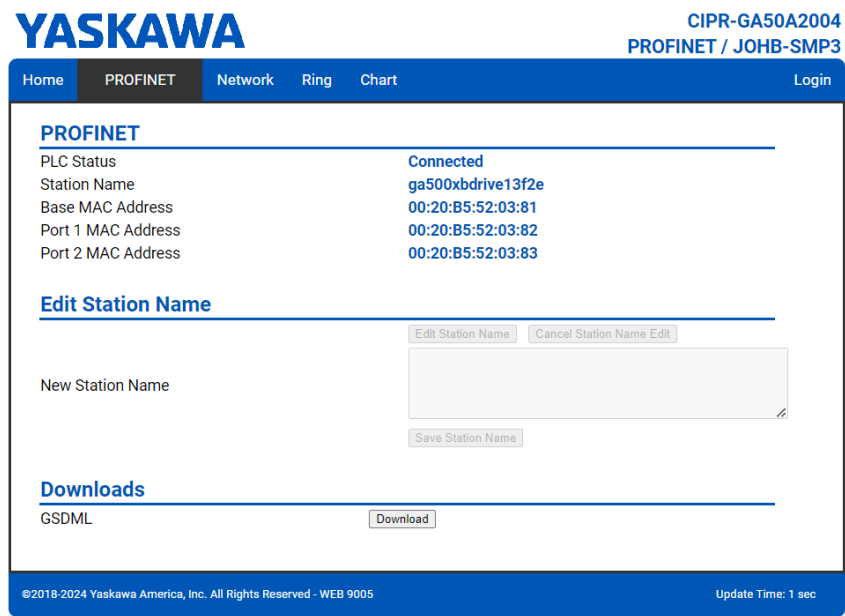 YASKAWA
CIPR-GA50A2004
PROFINET / JOHB-SMP3
Home PROFINET Network Ring Chart Login
PROFINET
PLC Status Connected
Station Name ga500xbdrive13f2e
Base MAC Address 00:20:B5:52:03:81
Port 1 MAC Address 00:20:B5:52:03:82
Port 2 MAC Address 00:20:B5:52:03:83
Edit Station Name
Edit Station Name Cancel Station Name Edit
New Station Name
Save Station Name
Downloads
GSDML Download
©2018-2024 Yaskawa America, Inc. All Rights Reserved - WEB 9005 Update Time: 1 sec